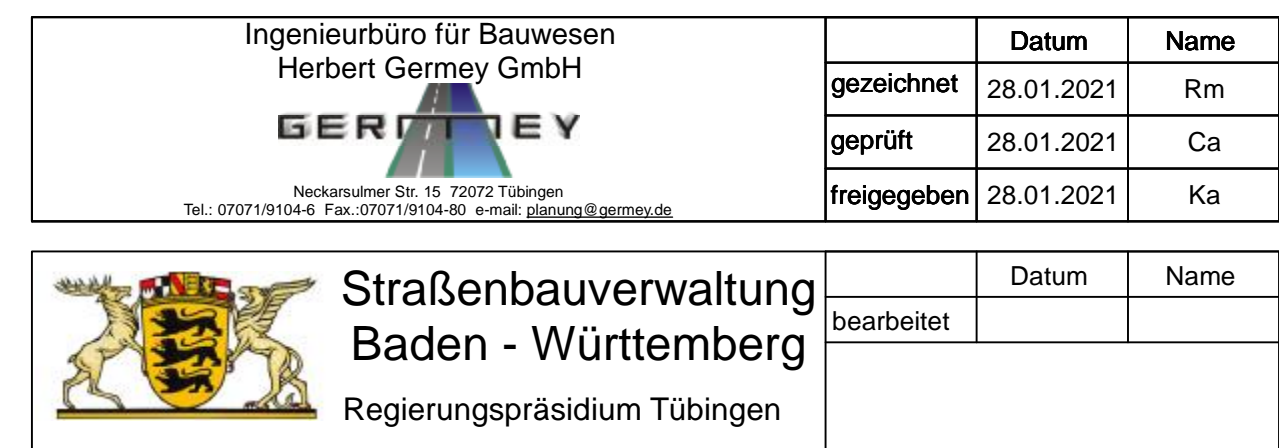 Ingenieurbüro für Bauwesen
Herbert Germey GmbH
GERMEY
Neckarsulmer Str. 15 72072 Tübingen
Tel.: 07071/9104-6 Fax.:07071/9104-80 e-mail: planung@germey.de
Datum Name
gezeichnet 28.01.2021 Rm
geprüft 28.01.2021 Ca
freigegeben 28.01.2021 Ka
Straßenbauverwaltung
Baden - Württemberg
Regierungspräsidium Tübingen
Datum Name
bearbeitet